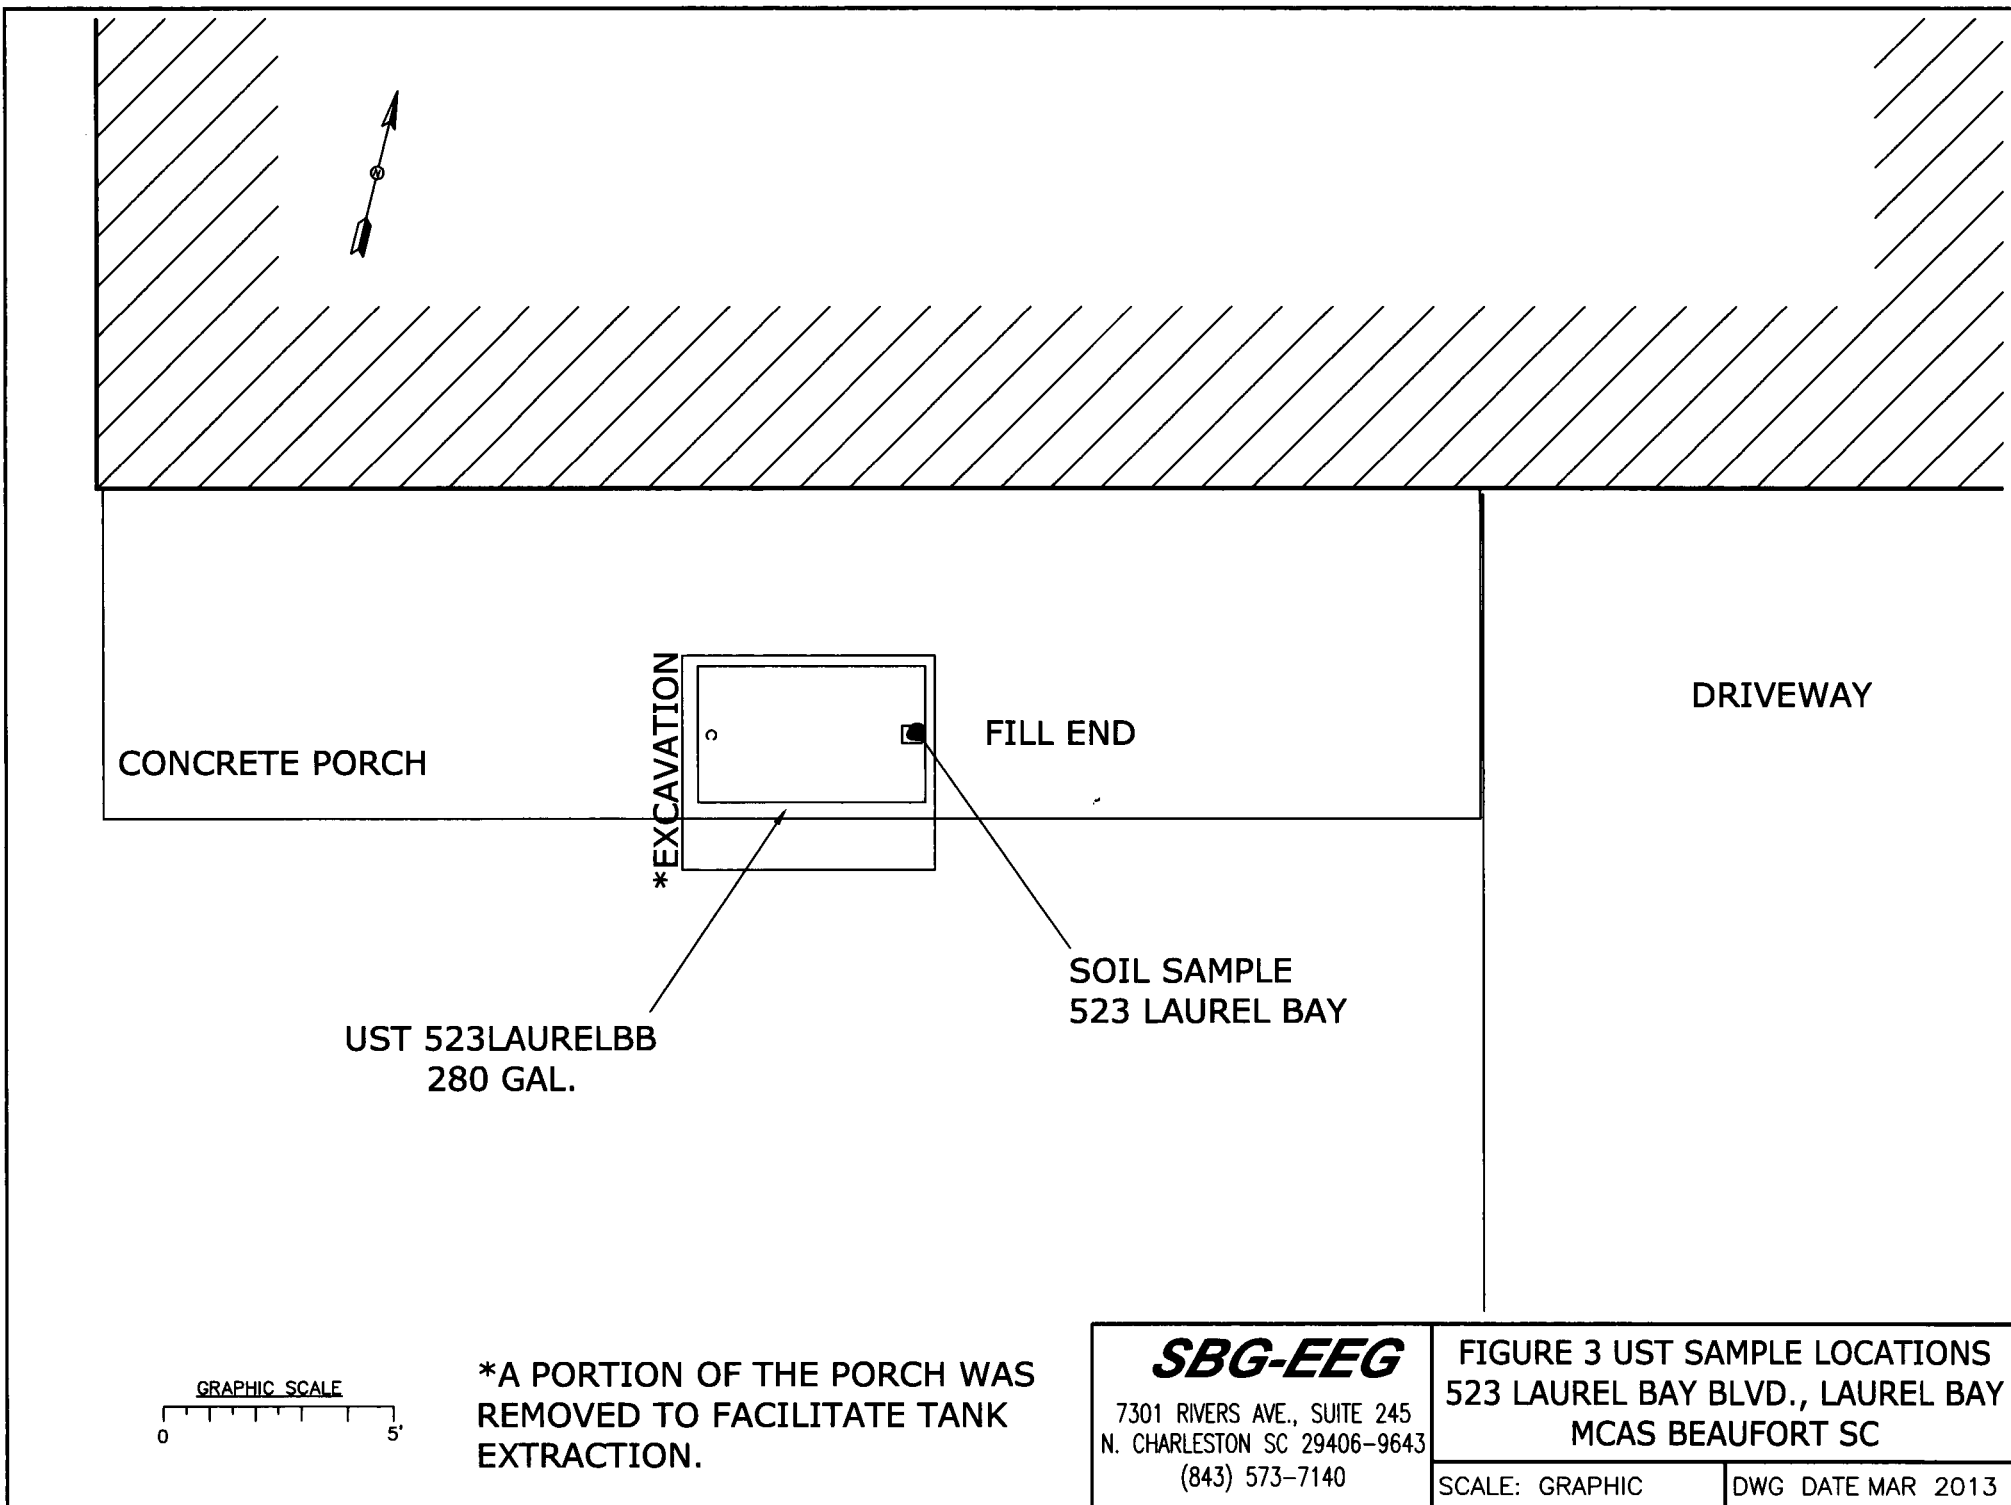 N
*EXCAVATION
CONCRETE PORCH
FILL END
DRIVEWAY
SOIL SAMPLE
523 LAUREL BAY
UST 523LAURELBB
280 GAL.
GRAPHIC SCALE
0 5'
*A PORTION OF THE PORCH WAS
REMOVED TO FACILITATE TANK
EXTRACTION.
SBG-EEG
7301 RIVERS AVE., SUITE 245
N. CHARLESTON SC 29406-9643
(843) 573-7140
FIGURE 3 UST SAMPLE LOCATIONS
523 LAUREL BAY BLVD., LAUREL BAY
MCAS BEAUFORT SC
SCALE: GRAPHIC
DWG DATE MAR 2013